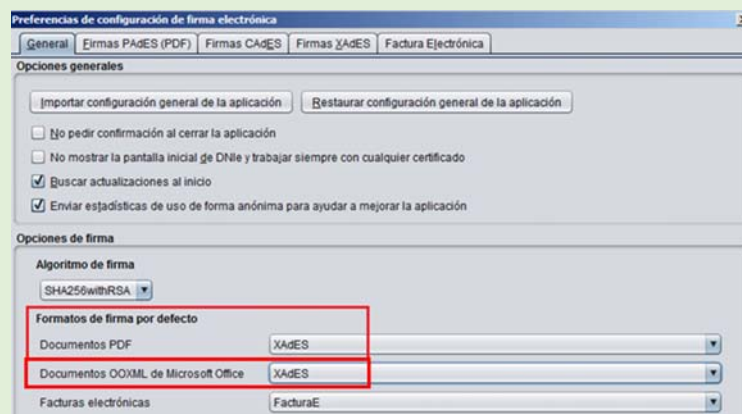 Preferencias de configuración de firma electrónica
General Firmas PAdES (PDF) Firmas CAdES Firmas XAdES Factura Electrónica
Opciones generales
Importar configuración general de la aplicación Restaurar configuración general de la aplicación
No pedir confirmación al cerrar la aplicación
No mostrar la pantalla inicial de DNIe y trabajar siempre con cualquier certificado
Buscar actualizaciones al inicio
Enviar estadísticas de uso de forma anónima para ayudar a mejorar la aplicación
Opciones de firma
Algoritmo de firma
SHA256withRSA
Formatos de firma por defecto
Documentos PDF XAdES
Documentos OOXML de Microsoft Office XAdES
Facturas electrónicas FacturaE